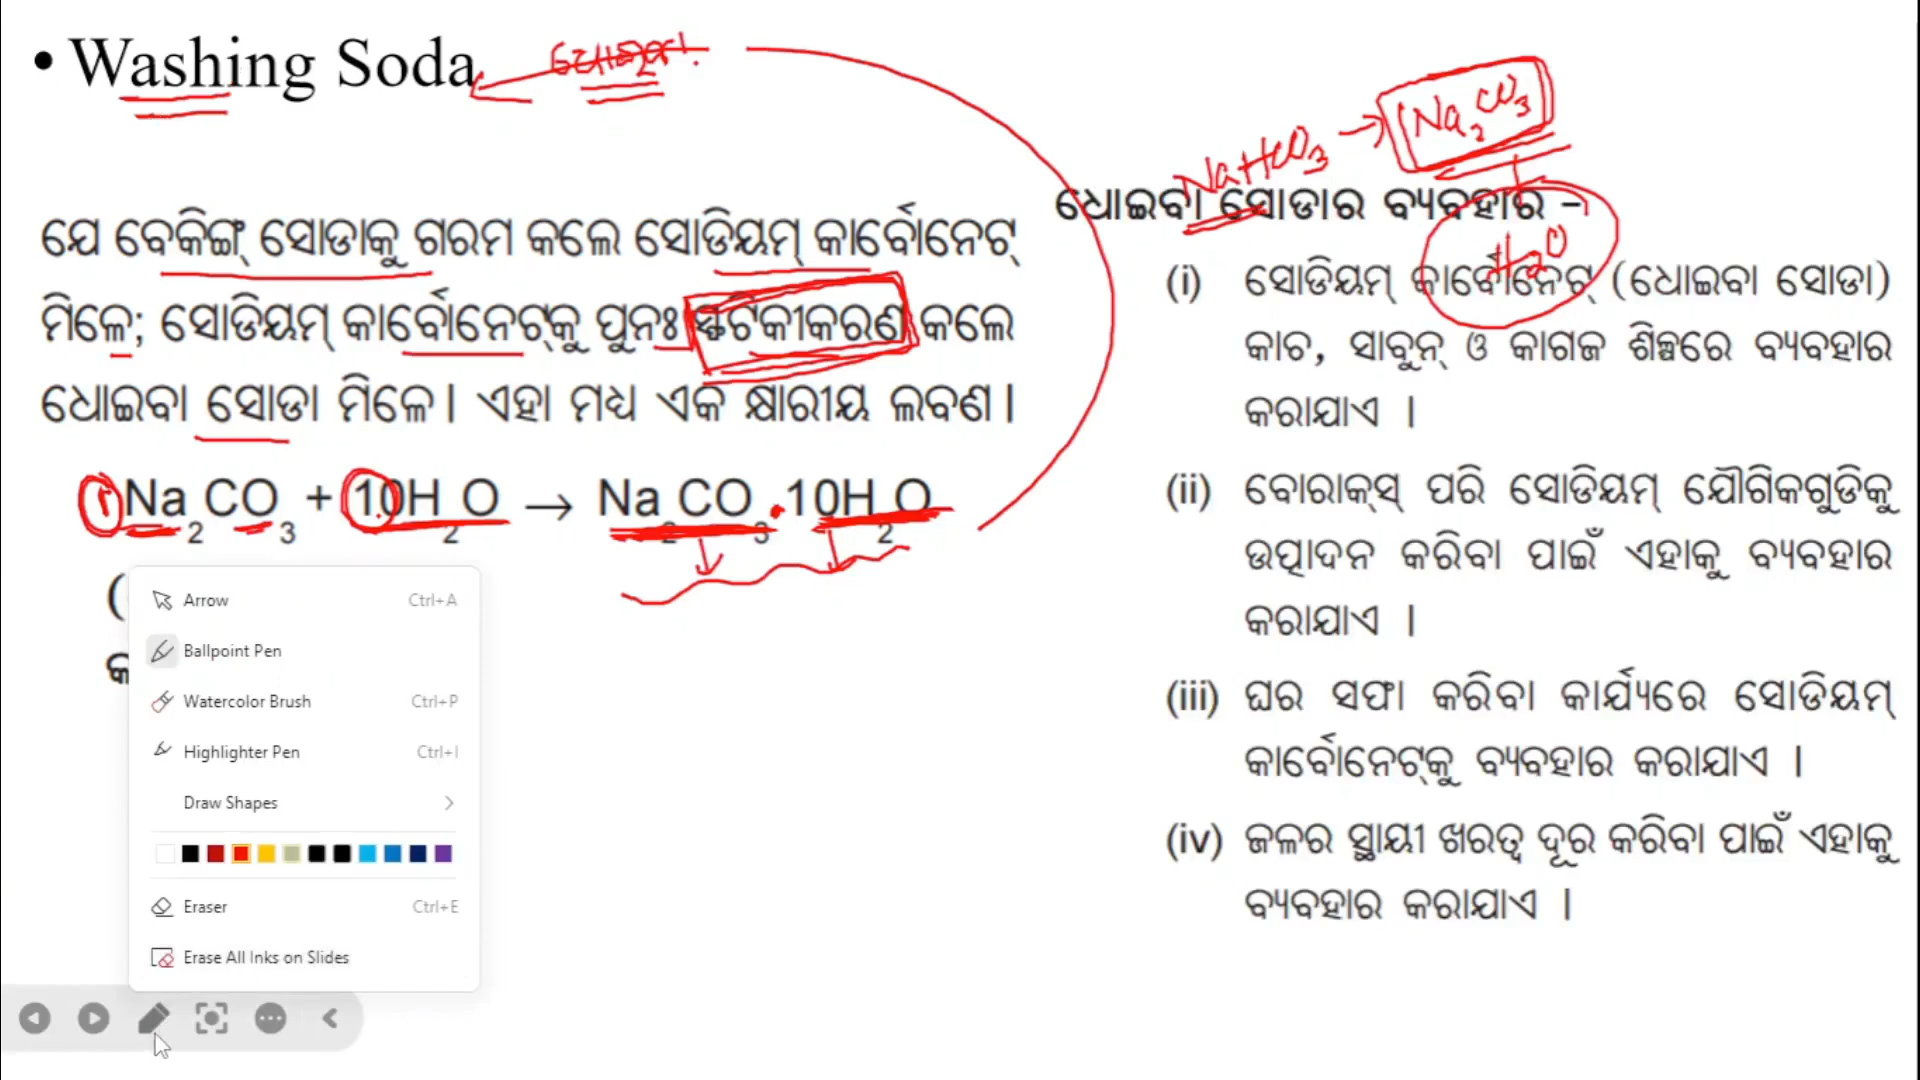 • Washing Soda
ଯେ ବେକିଙ୍ଗ୍ ସୋଡାକୁ ଗରମ କଲେ ସୋଡିୟମ୍ କାର୍ବୋନେଟ୍
ମିଳେ; ସୋଡିୟମ୍ କାର୍ବୋନେଟ୍‌କୁ ପୁନଃ ସ୍ଫଟିକୀକରଣ କଲେ
ଧୋଇବା ସୋଡା ମିଳେ। ଏହା ମଧ୍ୟ ଏକ କ୍ଷାରୀୟ ଲବଣ।
1 Na₂CO₃ + 10H₂O → Na₂CO₃·10H₂O
(
Arrow Ctrl+A
Ballpoint Pen
Watercolor Brush Ctrl+P
Highlighter Pen Ctrl+I
Draw Shapes
Eraser Ctrl+E
Erase All Inks on Slides
NaHCO₃ → Na₂CO₃
H₂O
ଧୋଇବା ସୋଡାର ବ୍ୟବହାର –
(i) ସୋଡିୟମ୍ କାର୍ବୋନେଟ୍ (ଧୋଇବା ସୋଡା)
କାଚ, ସାବୁନ୍ ଓ କାଗଜ ଶିଳ୍ପରେ ବ୍ୟବହାର
କରାଯାଏ ।
(ii) ବୋରାକ୍ସ୍ ପରି ସୋଡିୟମ୍ ଯୌଗିକଗୁଡିକୁ
ଉତ୍ପାଦନ କରିବା ପାଇଁ ଏହାକୁ ବ୍ୟବହାର
କରାଯାଏ ।
(iii) ଘର ସଫା କରିବା କାର୍ଯ୍ୟରେ ସୋଡିୟମ୍
କାର୍ବୋନେଟ୍‌କୁ ବ୍ୟବହାର କରାଯାଏ ।
(iv) ଜଳର ସ୍ଥାୟୀ ଖରତ୍ୱ ଦୂର କରିବା ପାଇଁ ଏହାକୁ
ବ୍ୟବହାର କରାଯାଏ ।